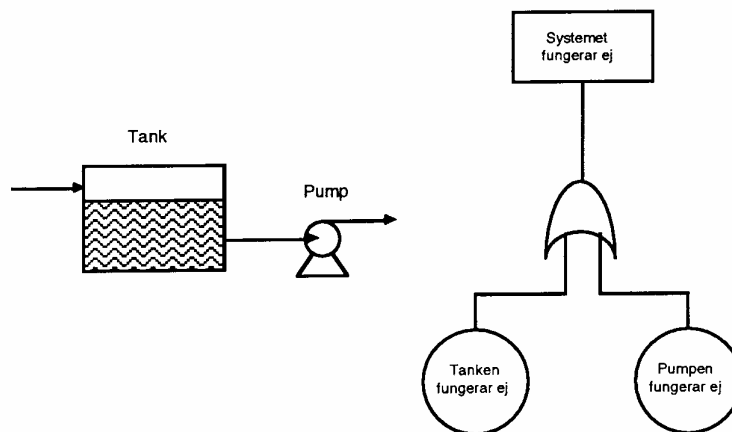 Systemet
fungerar ej
Tank
Pump
Tanken
fungerar ej
Pumpen
fungerar ej